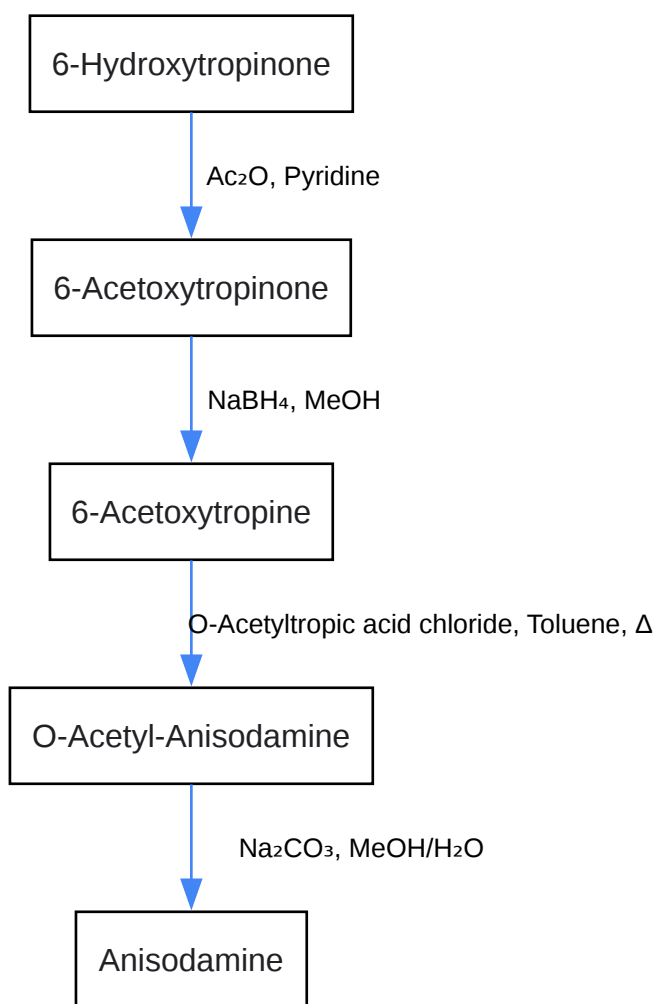 6-Hydroxytropinone
Ac₂O, Pyridine
6-Acetoxytropinone
NaBH₄, MeOH
6-Acetoxytropine
O-Acetyltropic acid chloride, Toluene, Δ
O-Acetyl-Anisodamine
Na₂CO₃, MeOH/H₂O
Anisodamine